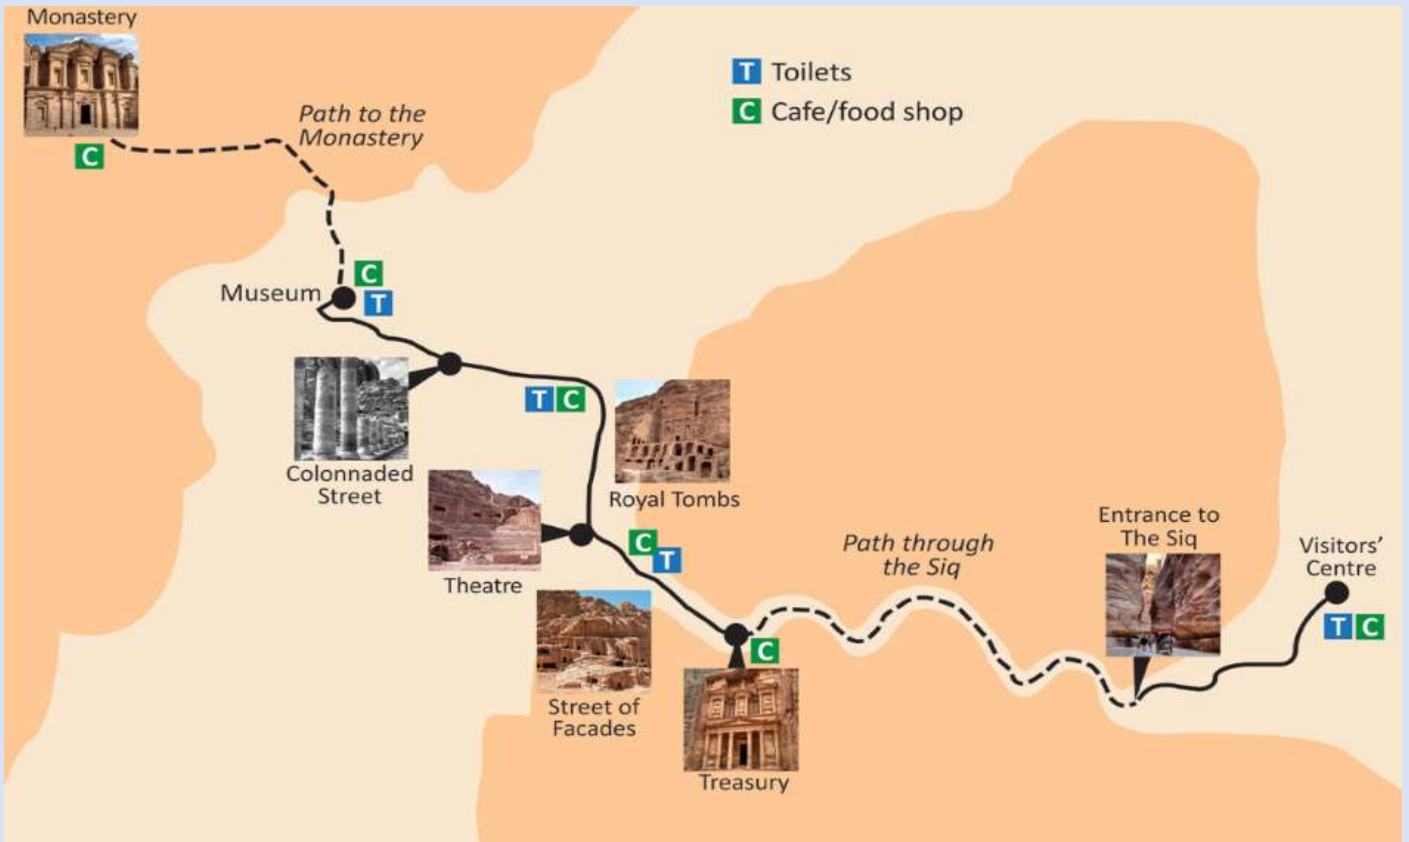 Monastery
T Toilets
C Cafe/food shop
Path to the
Monastery
C
C
Museum
T
T C
Colonnaded
Street
Royal Tombs
Entrance to
The Siq
Path through
the Siq
Visitors’
Centre
C
T
Theatre
T C
C
Street of
Facades
Treasury